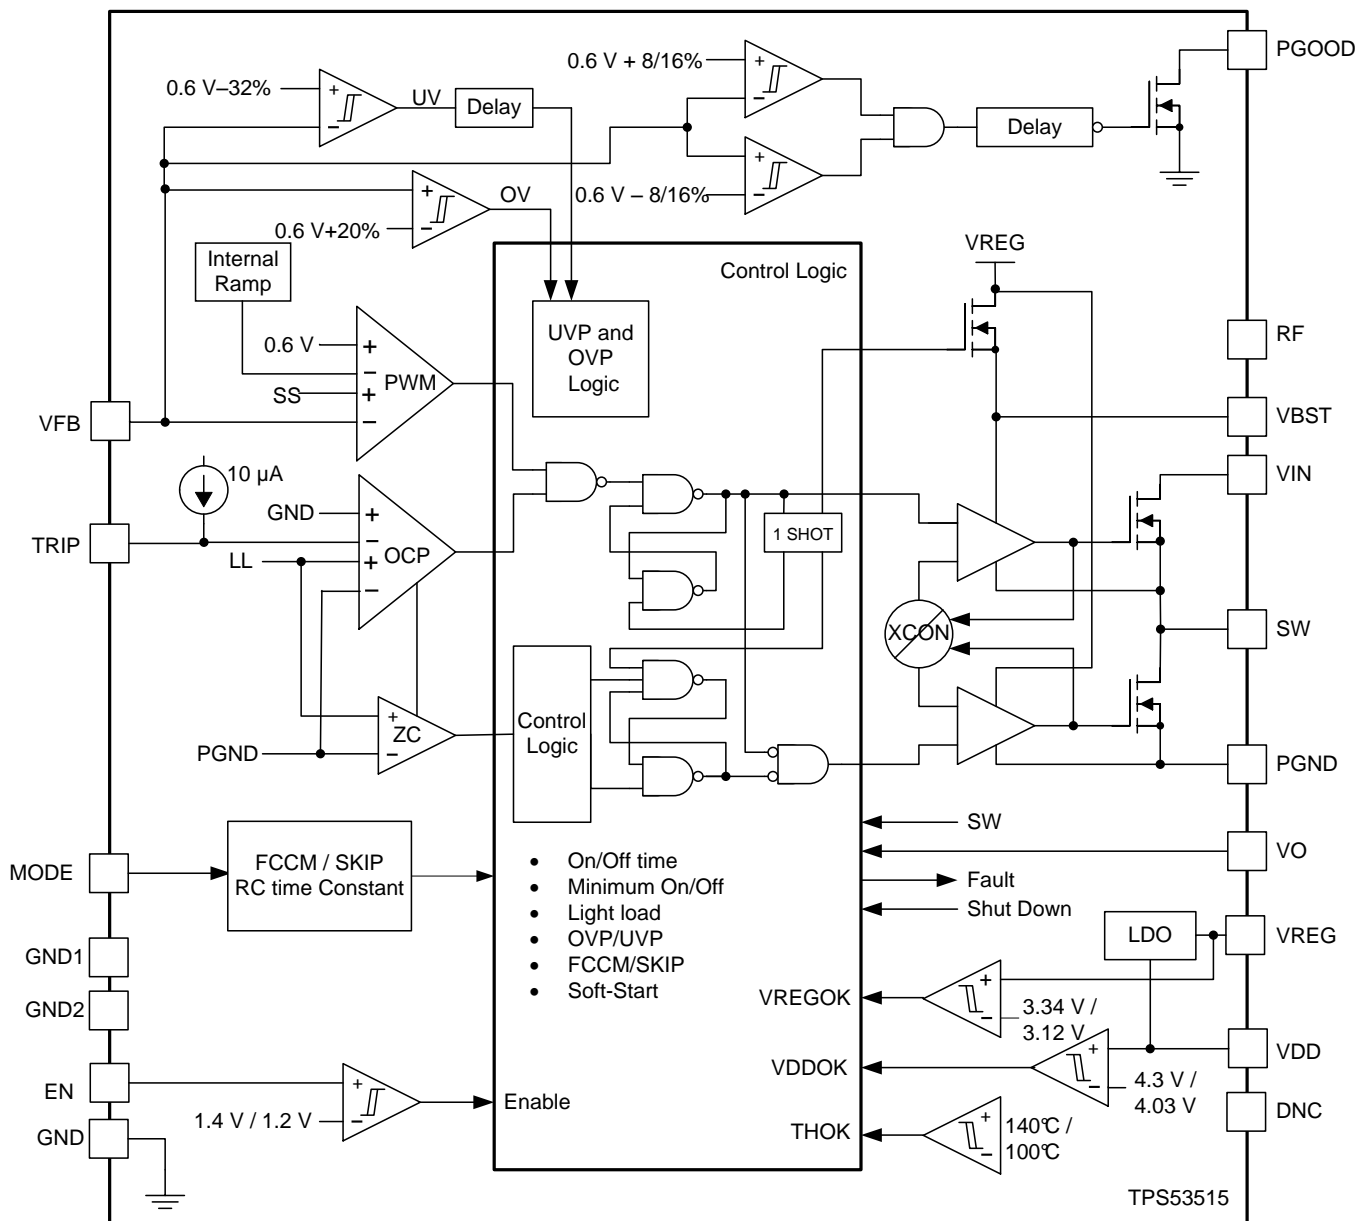 PGOOD
0.6 V + 8/16%
0.6 V–32%
+
−
UV
Delay
+
−
Delay
+
−
0.6 V – 8/16%
+
−
OV
0.6 V+20%
VREG
Internal
Ramp
Control Logic
UVP and
OVP
Logic
RF
0.6 V
+
−
+
−
PWM
SS
VFB
VBST
VIN
10 µA
GND
TRIP
LL
+
−
+
−
OCP
1 SHOT
XCON
SW
Control
Logic
+
−
ZC
PGND
PGND
SW
VO
MODE
FCCM / SKIP
RC time Constant
• On/Off time
• Minimum On/Off
• Light load
• OVP/UVP
• FCCM/SKIP
• Soft-Start
Fault
Shut Down
LDO
VREG
GND1
GND2
VREGOK
+
−
3.34 V /
3.12 V
VDD
VDDOK
+
−
4.3 V /
4.03 V
EN
+
−
1.4 V / 1.2 V
Enable
DNC
GND
THOK
+
−
140°C /
100°C
TPS53515